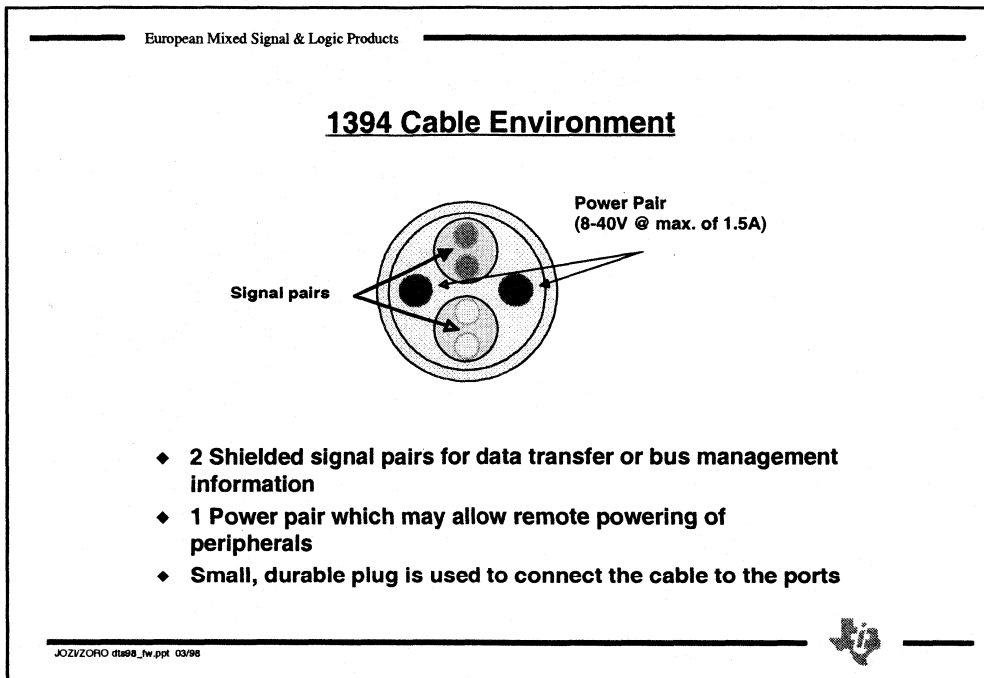 European Mixed Signal & Logic Products
1394 Cable Environment
Power Pair
(8-40V @ max. of 1.5A)
Signal pairs
◆ 2 Shielded signal pairs for data transfer or bus management
information
◆ 1 Power pair which may allow remote powering of
peripherals
◆ Small, durable plug is used to connect the cable to the ports
JOZI/ZORO dts98_fw.ppt 03/98